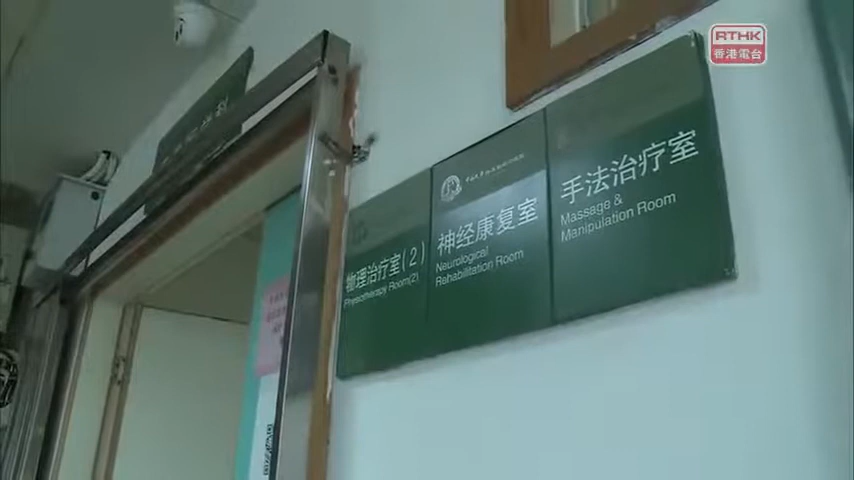 RTHK
香港電台
物理治疗室(2)
Physiotherapy Room(2)
神经康复室
Neurological
Rehabilitation Room
手法治疗室
Massage &
Manipulation Room